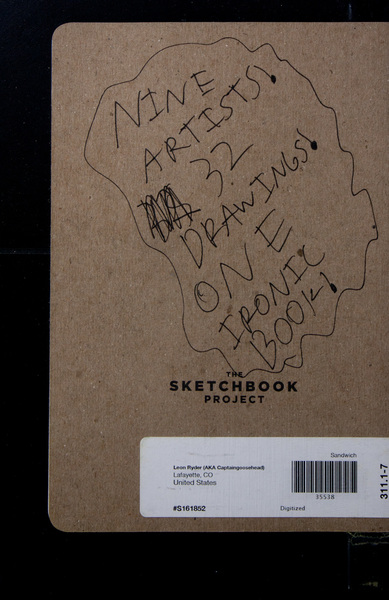 NINE
ARTISTS!
32
DRAWINGS!
ONE
IRONIC
BOOK!
THE
SKETCHBOOK
PROJECT
Sandwich
Leon Ryder (AKA Captaingoosehead)
Lafayette, CO
United States
35538
#S161852
Digitized
311.1-7